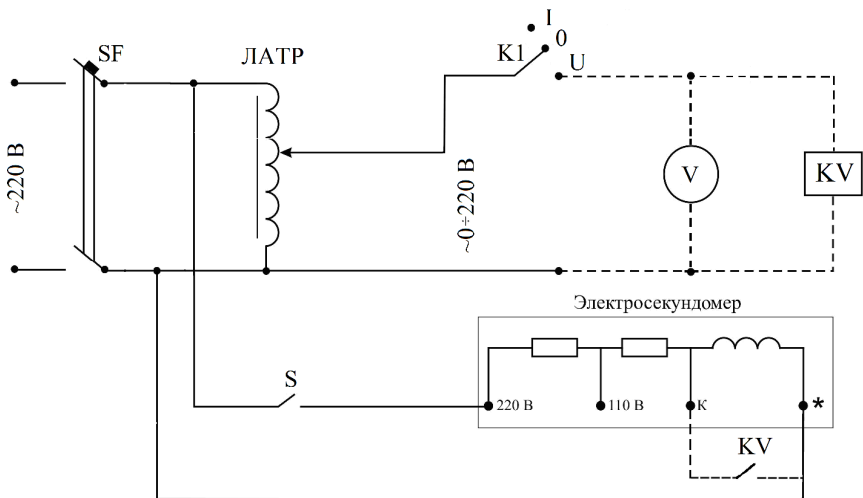 I
SF
ЛАТР
K1
0
U
~220 В
~0÷220 В
V
KV
Электросекундомер
S
220 В
110 В
К
*
KV